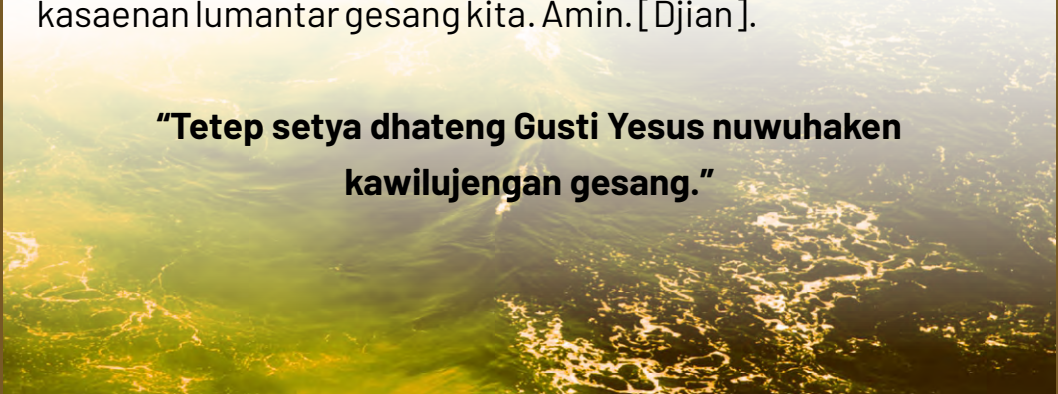 kasaenan lumantar gesang kita. Amin. [Djian].
“Tetep setya dhateng Gusti Yesus nuwuhaken
kawilujengan gesang.”